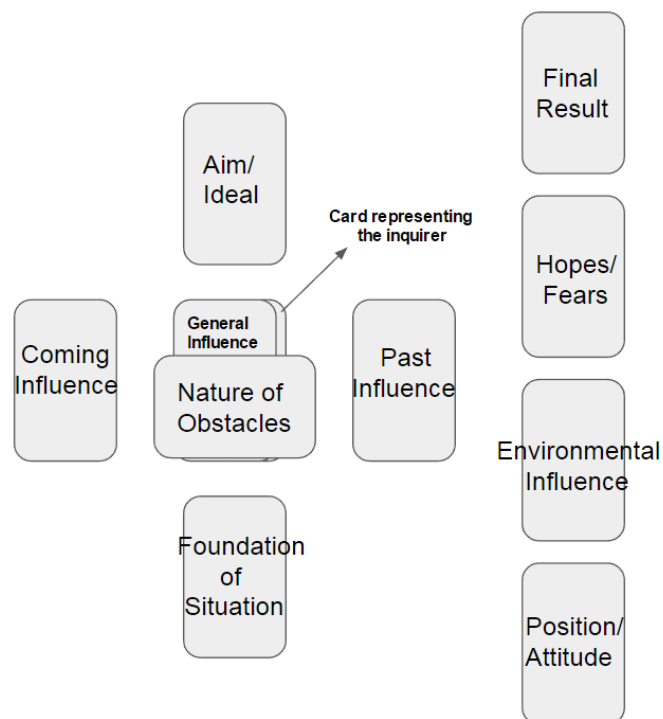 Final
Result
Aim/
Ideal
Card representing
the inquirer
Hopes/
Fears
General
Influence
Coming
Influence
Past
Influence
Nature of
Obstacles
Environmental
Influence
Foundation
of
Situation
Position/
Attitude